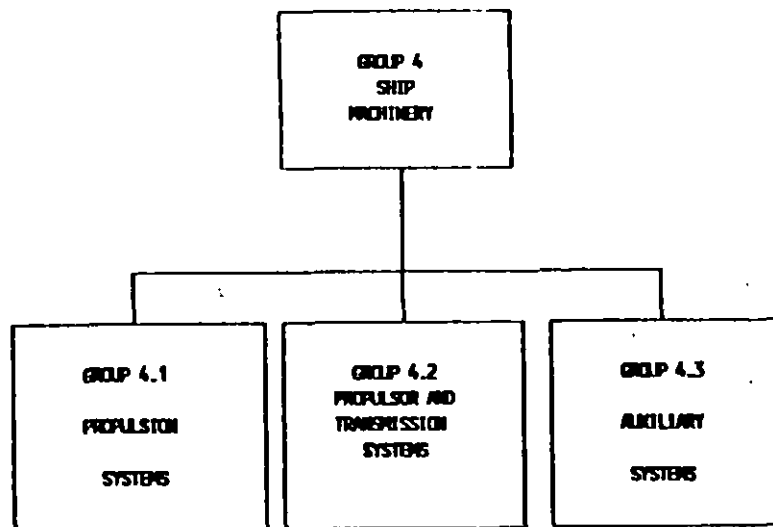 GROUP 4
SHIP
MACHINERY
GROUP 4.1
PROPULSION
SYSTEMS
GROUP 4.2
PROPULSOR AND
TRANSMISSION
SYSTEMS
GROUP 4.3
AUXILIARY
SYSTEMS